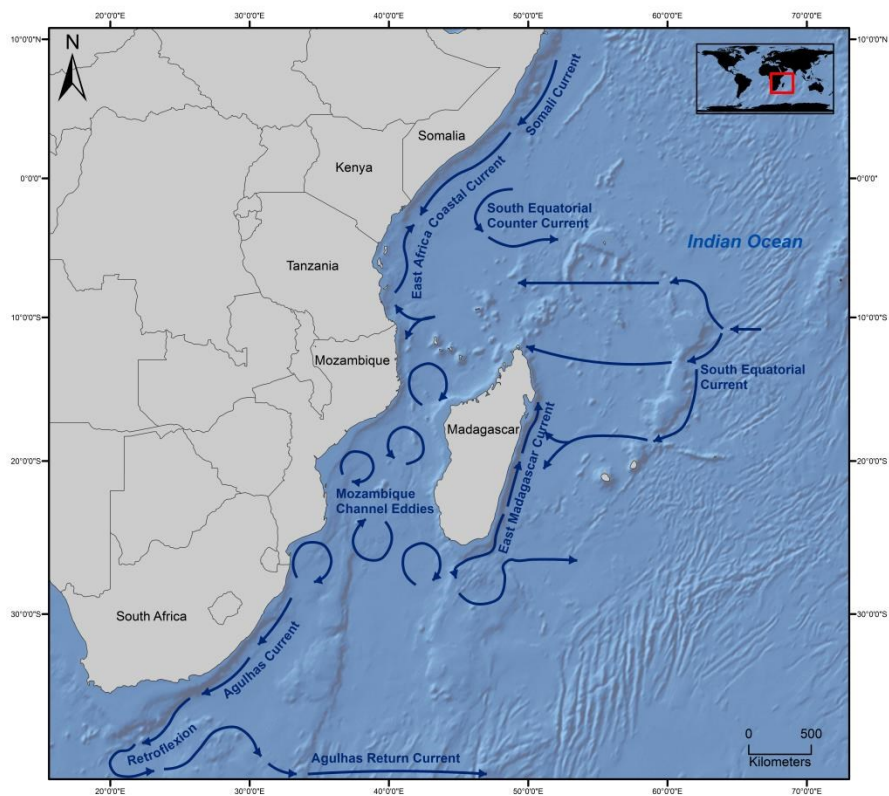 20°0'0"E
30°0'0"E
40°0'0"E
50°0'0"E
60°0'0"E
70°0'0"E
10°0'0"N
10°0'0"N
N
Somalia
Somali Current
Kenya
0°0'0"
0°0'0"
East Africa Coastal Current
South Equatorial
Counter Current
Indian Ocean
Tanzania
10°0'0"S
10°0'0"S
Mozambique
South Equatorial
Current
Madagascar
20°0'0"S
20°0'0"S
Mozambique
Channel Eddies
East Madagascar Current
30°0'0"S
30°0'0"S
South Africa
Agulhas Current
Retroflexion
Agulhas Return Current
0 500
Kilometers
20°0'0"E
30°0'0"E
40°0'0"E
50°0'0"E
60°0'0"E
70°0'0"E